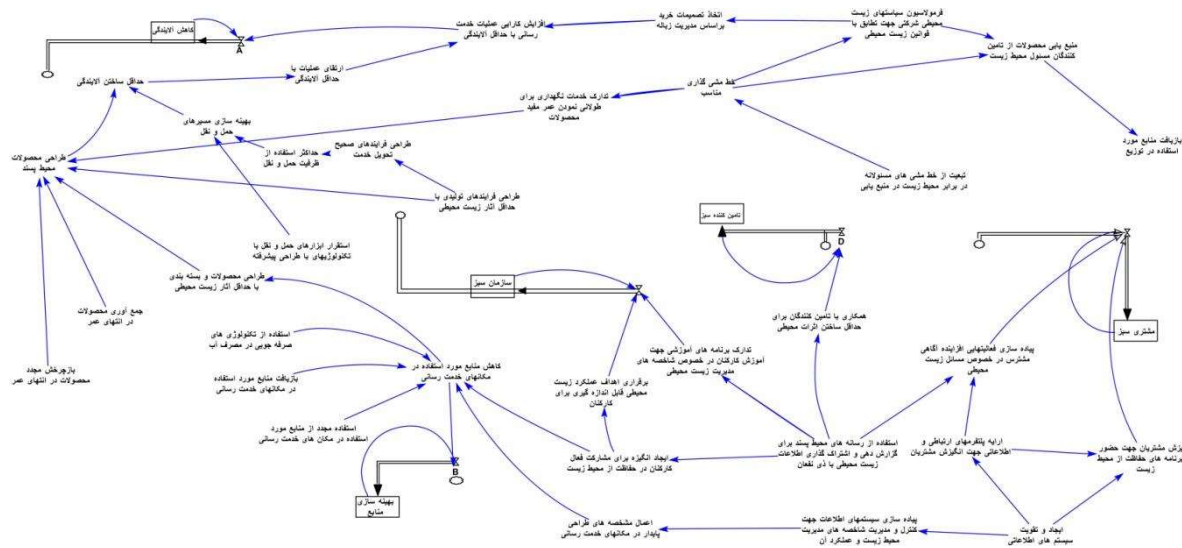 کاهش آلایندگی
A
افزایش کارایی عملیات خدمت
رسانی با حداقل آلایندگی
اتخاذ تصمیمات خرید
براساس مدیریت زباله
فرمولاسیون سیاستهای زیست
محیطی شرکتی جهت تطابق با
قوانین زیست محیطی
منبع یابی محصولات از تامین
کنندگان مسئول محیط زیست
حداقل ساختن آلایندگی
ارتقای عملیات با
حداقل آلایندگی
خط مشی گذاری
مناسب
تدارک خدمات نگهداری برای
طولانی نمودن عمر مفید
محصولات
بهینه سازی مسیرهای
حمل و نقل
بازیافت منابع مورد
استفاده در توزیع
طراحی محصولات
محیط پسند
حداکثر استفاده از
ظرفیت حمل و نقل
طراحی فرایندهای صحیح
تحویل خدمت
تبعیت از خط مشی های مسئولانه
در برابر محیط زیست در منبع یابی
طراحی فرایندهای تولیدی با
حداقل آثار زیست محیطی
تامین کننده سبز
D
استقرار ابزارهای حمل و نقل با
تکنولوژیهای با طراحی پیشرفته
طراحی محصولات و بسته بندی
با حداقل آثار زیست محیطی
سازمان سبز
جمع آوری محصولات
در انتهای عمر
همکاری با تامین کنندگان برای
حداقل ساختن اثرات محیطی
مشتری سبز
استفاده از تکنولوژی های
صرفه جویی در مصرف آب
تدارک برنامه های آموزشی جهت
آموزش کارکنان در خصوص شاخصه های
مدیریت زیست محیطی
پیاده سازی فعالیتهایی افزاینده آگاهی
مشترس در خصوص مسائل زیست
محیطی
بازچرخش مجدد
محصولات در انتهای عمر
کاهش منابع مورد استفاده در
مکانهای خدمت رسانی
بازیافت منابع مورد استفاده
در مکانهای خدمت رسانی
برقراری اهداف عملکرد زیست
محیطی قابل اندازه گیری برای
کارکنان
استفاده مجدد از منابع مورد
استفاده در مکان های خدمت رسانی
استفاده از رسانه های محیط پسند برای
گزارش دهی و اشتراک گذاری اطلاعات
زیست محیطی با ذی نفعان
ارایه پلتفرمهای ارتباطی و
اطلاعاتی جهت انگیزش مشتریان
یزش مشتریان جهت حضور
برنامه های حفاظت از محیط
زیست
ایجاد انگیزه برای مشارکت فعال
کارکنان در حفاظت از محیط زیست
B
بهینه سازی
منابع
اعمال مشخصه های طراحی
پایدار در مکانهای خدمت رسانی
پیاده سازی سیستمهای اطلاعات جهت
کنترل و مدیریت شاخصه های مدیریت
محیط زیست و عملکرد آن
ایجاد و تقویت
سیستم های اطلاعاتی